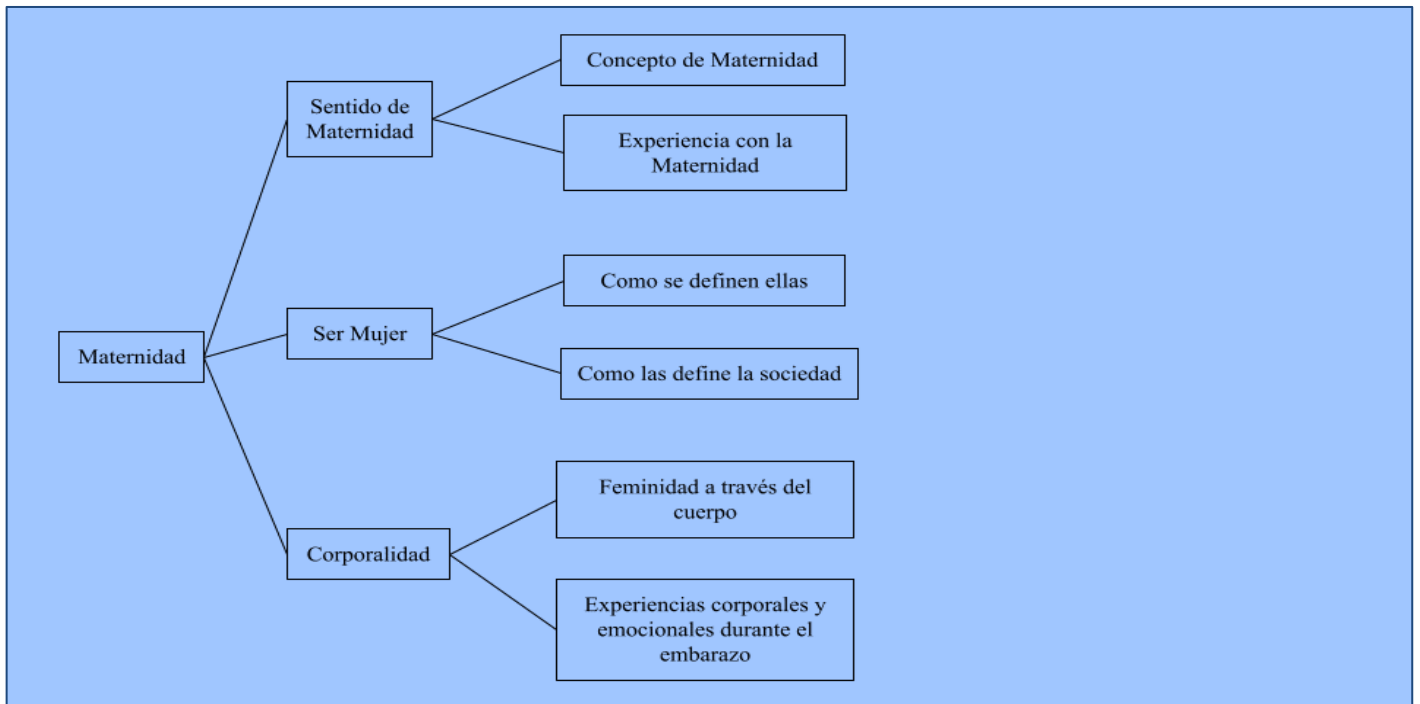 Maternidad
Sentido de
Maternidad
Concepto de Maternidad
Experiencia con la
Maternidad
Ser Mujer
Como se definen ellas
Como las define la sociedad
Corporalidad
Feminidad a través del
cuerpo
Experiencias corporales y
emocionales durante el
embarazo